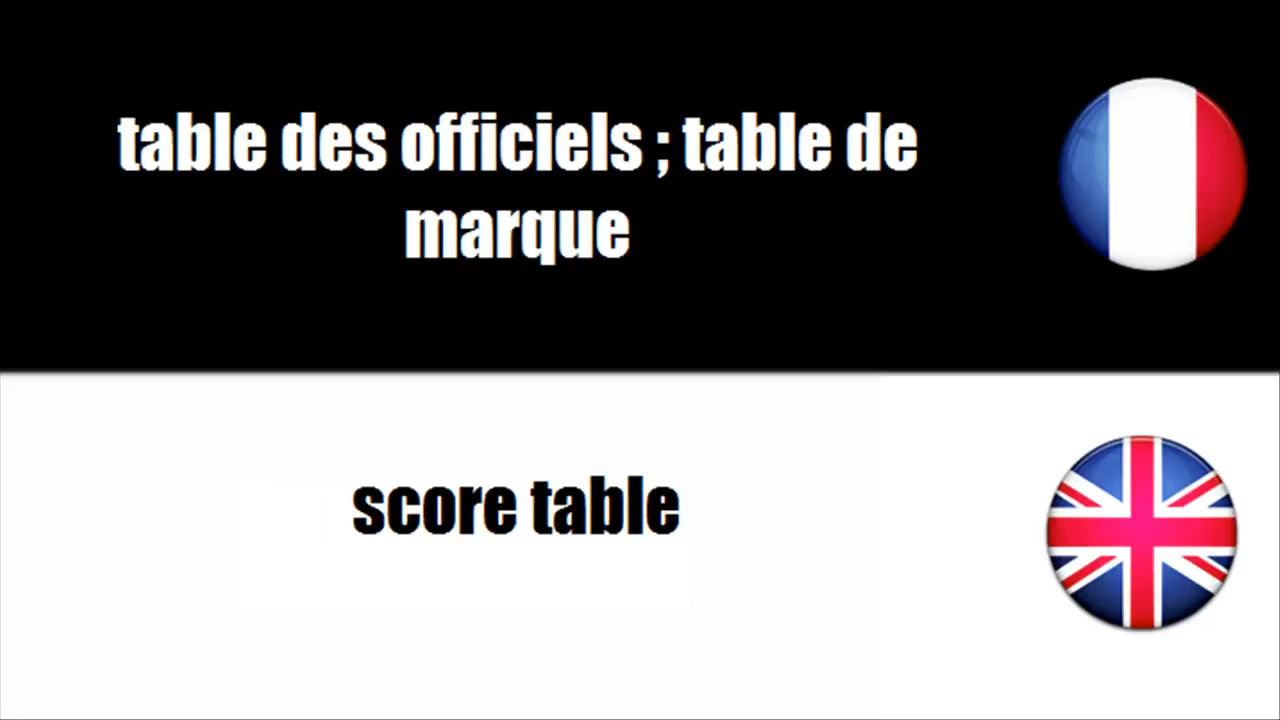 table des officiels ; table de
marque
score table